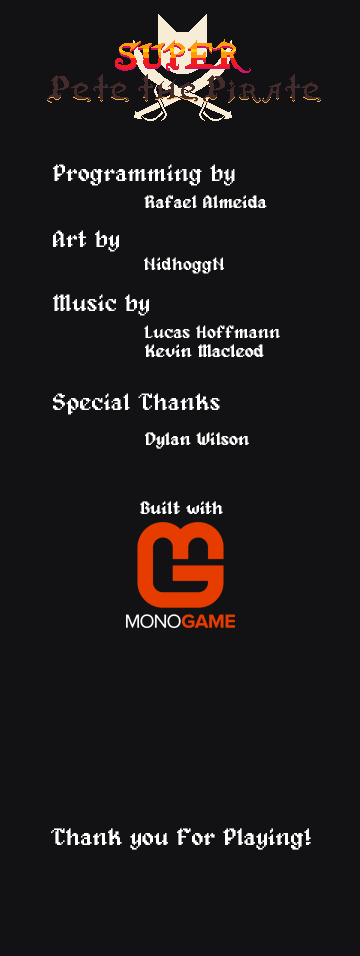 SUPER
Pete the Pirate
Programming by
Rafael Almeida
Art by
NidhoggN
Music by
Lucas Hoffmann
Kevin Macleod
Special Thanks
Dylan Wilson
Built with
MONOGAME
Thank you For Playing!